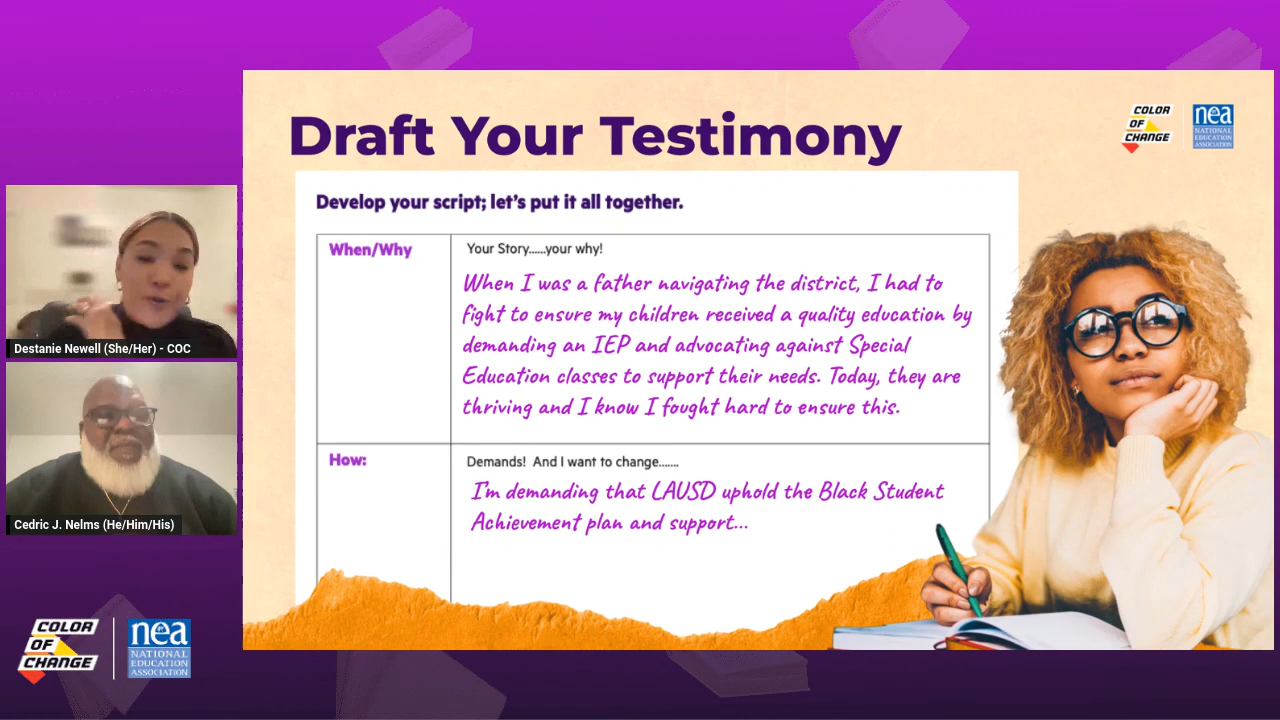 Draft Your Testimony
COLOR
OF
CHANGE
nea
NATIONAL
EDUCATION
ASSOCIATION
Develop your script; let's put it all together.
When/Why
Your Story......your why!
When I was a father navigating the district, I had to
fight to ensure my children received a quality education by
demanding an IEP and advocating against Special
Education classes to support their needs. Today, they are
thriving and I know I fought hard to ensure this.
How:
Demands! And I want to change.......
I'm demanding that LAUSD uphold the Black Student
Achievement plan and support...
Destanie Newell (She/Her) - COC
Cedric J. Nelms (He/Him/His)
COLOR
OF
CHANGE
nea
NATIONAL
EDUCATION
ASSOCIATION